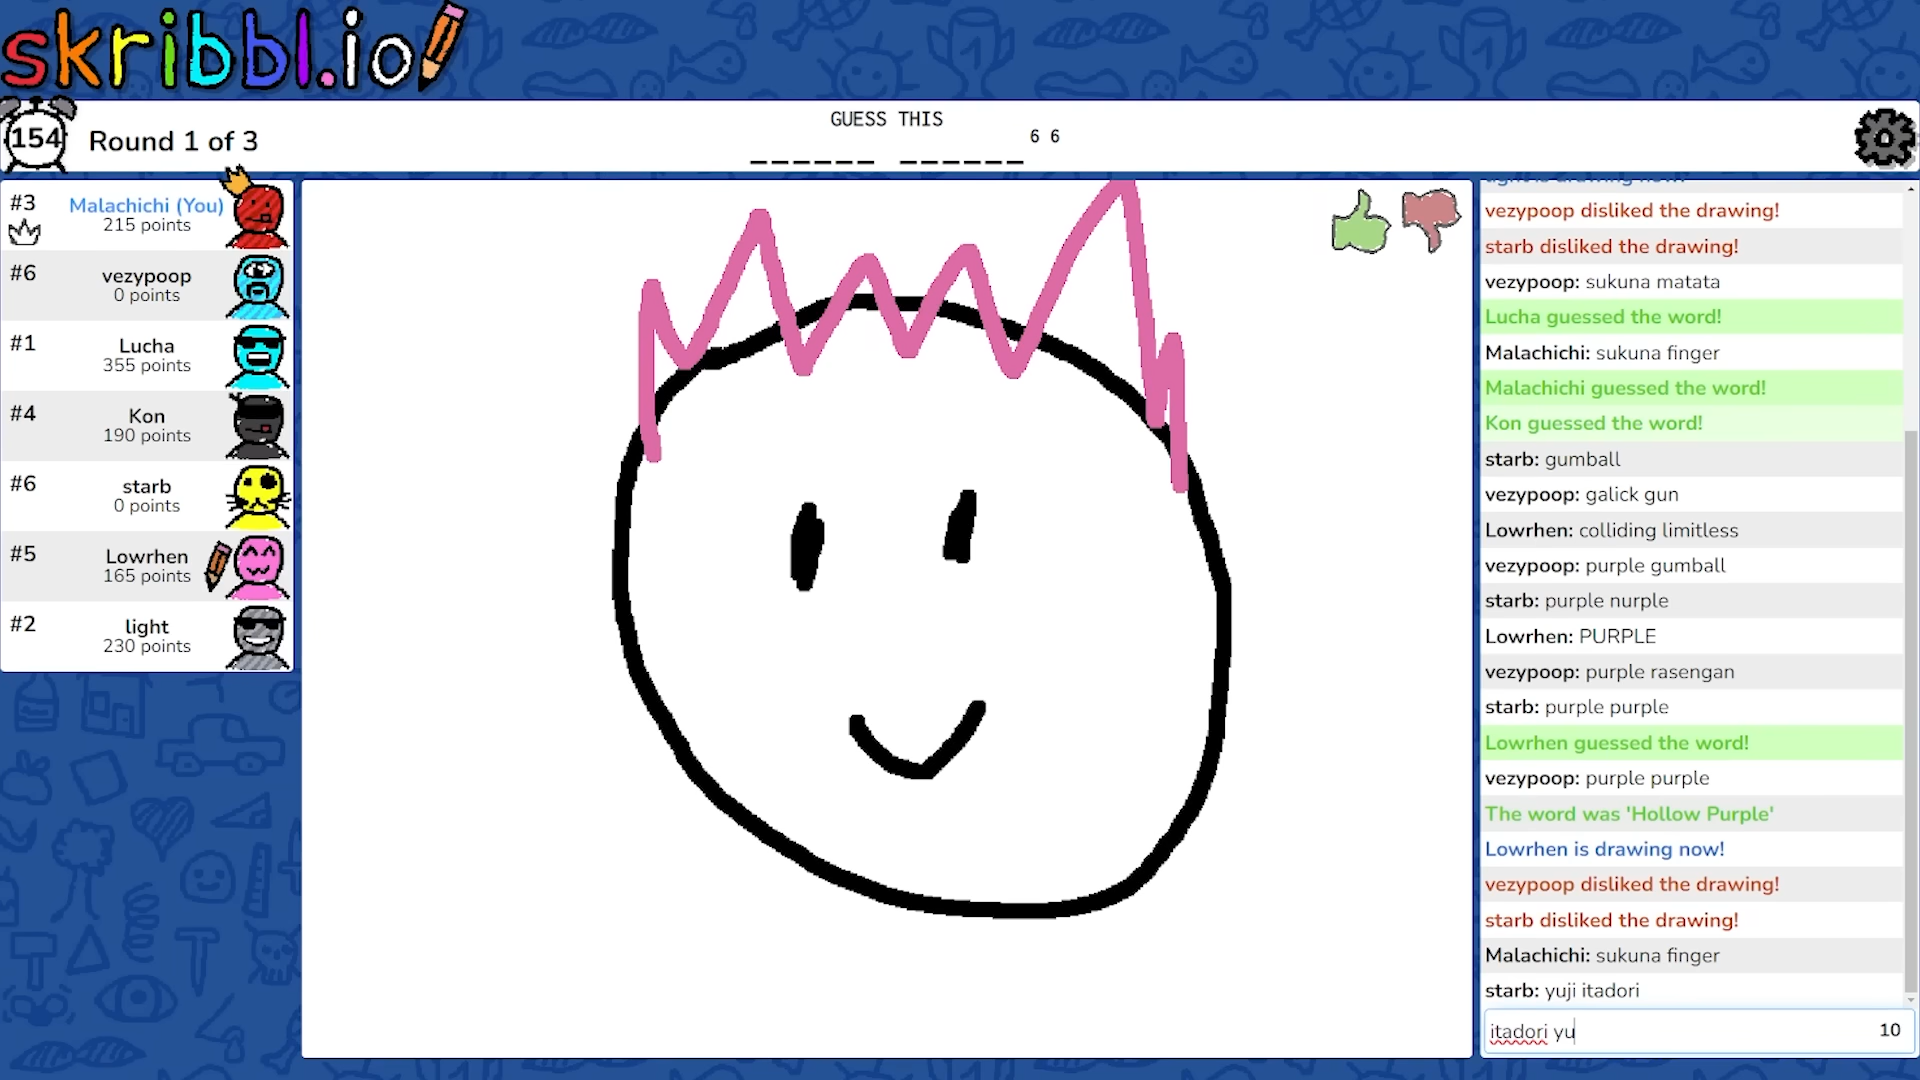 skribbl.io
154
Round 1 of 3
GUESS THIS
______ ______ 6 6
#3
Malachichi (You)
215 points
#6
vezypoop
0 points
#1
Lucha
355 points
#4
Kon
190 points
#6
starb
0 points
#5
Lowrhen
165 points
#2
light
230 points
vezypoop disliked the drawing!
starb disliked the drawing!
vezypoop: sukuna matata
Lucha guessed the word!
Malachichi: sukuna finger
Malachichi guessed the word!
Kon guessed the word!
starb: gumball
vezypoop: galick gun
Lowrhen: colliding limitless
vezypoop: purple gumball
starb: purple nurple
Lowrhen: PURPLE
vezypoop: purple rasengan
starb: purple purple
Lowrhen guessed the word!
vezypoop: purple purple
The word was 'Hollow Purple'
Lowrhen is drawing now!
vezypoop disliked the drawing!
starb disliked the drawing!
Malachichi: sukuna finger
starb: yuji itadori
itadori yu
10